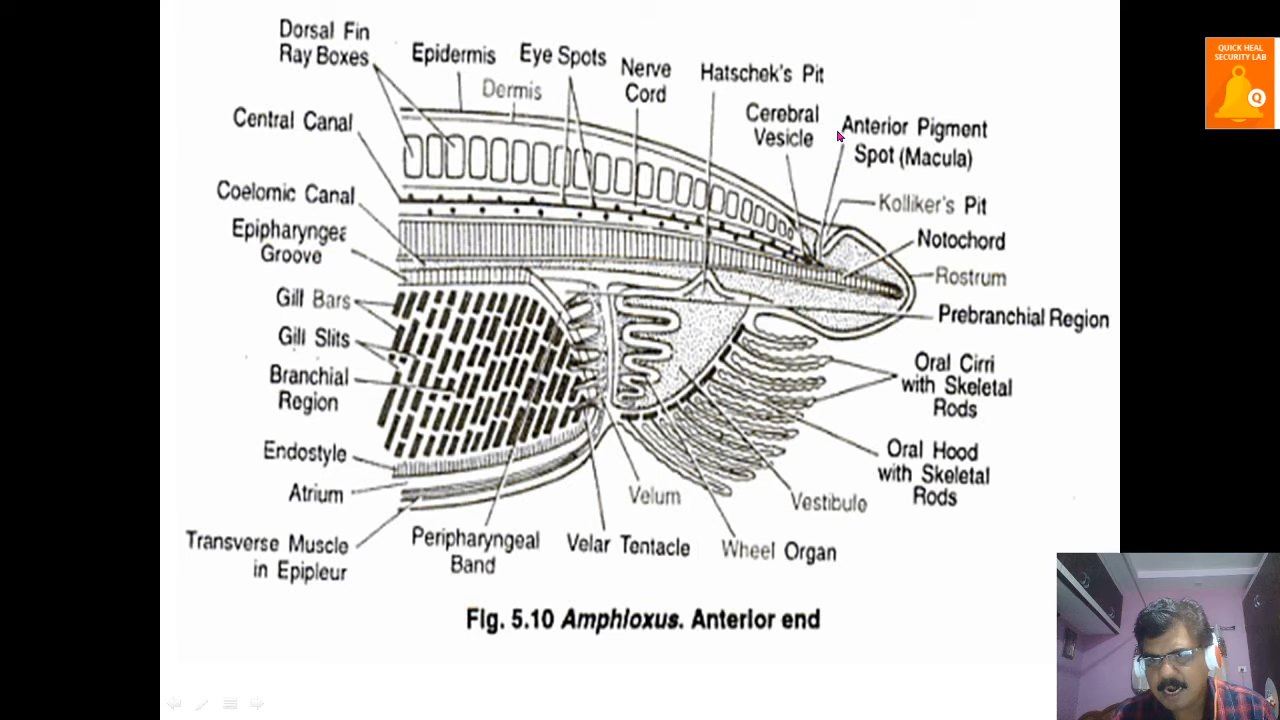 Dorsal Fin
Ray Boxes
Epidermis
Dermis
Eye Spots
Nerve
Cord
Hatschek's Pit
Cerebral
Vesicle
Anterior Pigment
Spot (Macula)
Kolliker's Pit
Notochord
Rostrum
Prebranchial Region
Oral Cirri
with Skeletal
Rods
Oral Hood
with Skeletal
Rods
Vestibule
Wheel Organ
Velum
Velar Tentacle
Peripharyngeal
Band
Central Canal
Coelomic Canal
Epipharyngea
Groove
Gill Bars
Gill Slits
Branchial
Region
Endostyle
Atrium
Transverse Muscle
in Epipleur
Fig. 5.10 Amphioxus. Anterior end
QUICK HEAL
SECURITY LAB